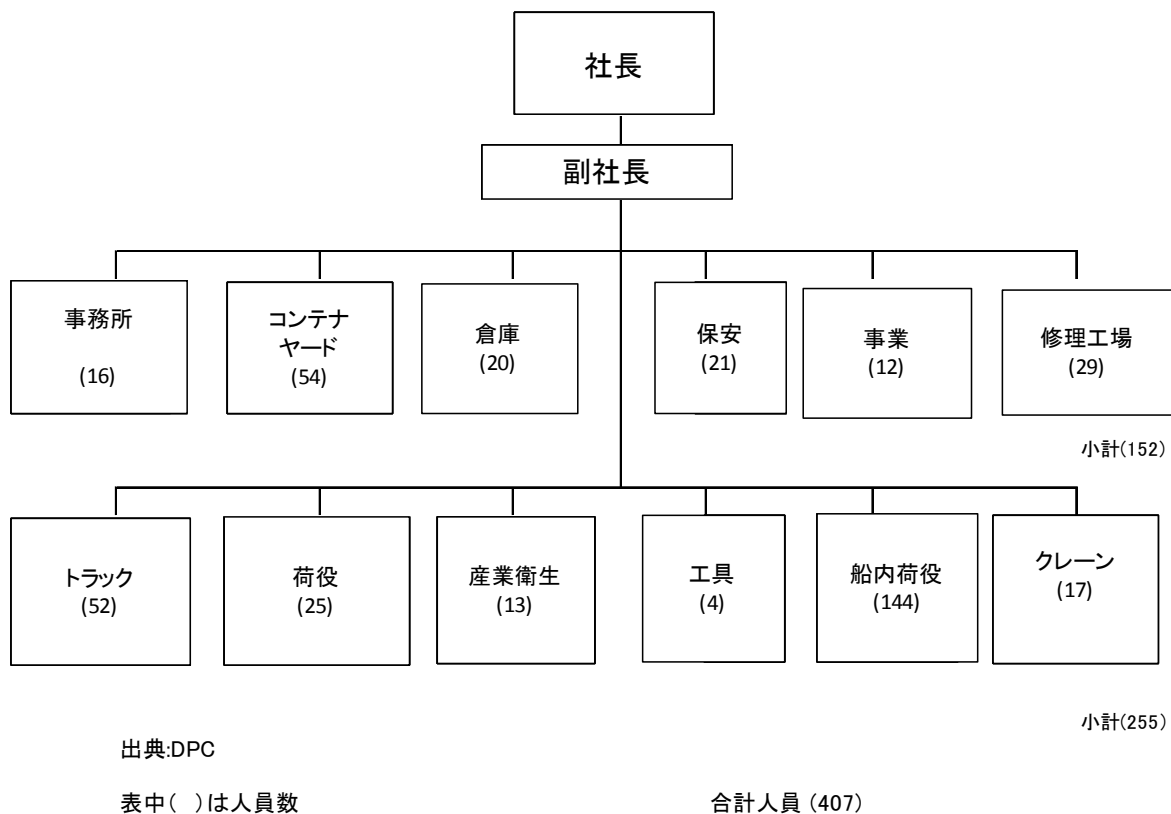 社長
副社長
事務所
(16)
コンテナ
ヤード
(54)
倉庫
(20)
保安
(21)
事業
(12)
修理工場
(29)
小計(152)
トラック
(52)
荷役
(25)
産業衛生
(13)
工具
(4)
船内荷役
(144)
クレーン
(17)
小計(255)
出典:DPC
表中( )は人員数
合計人員 (407)